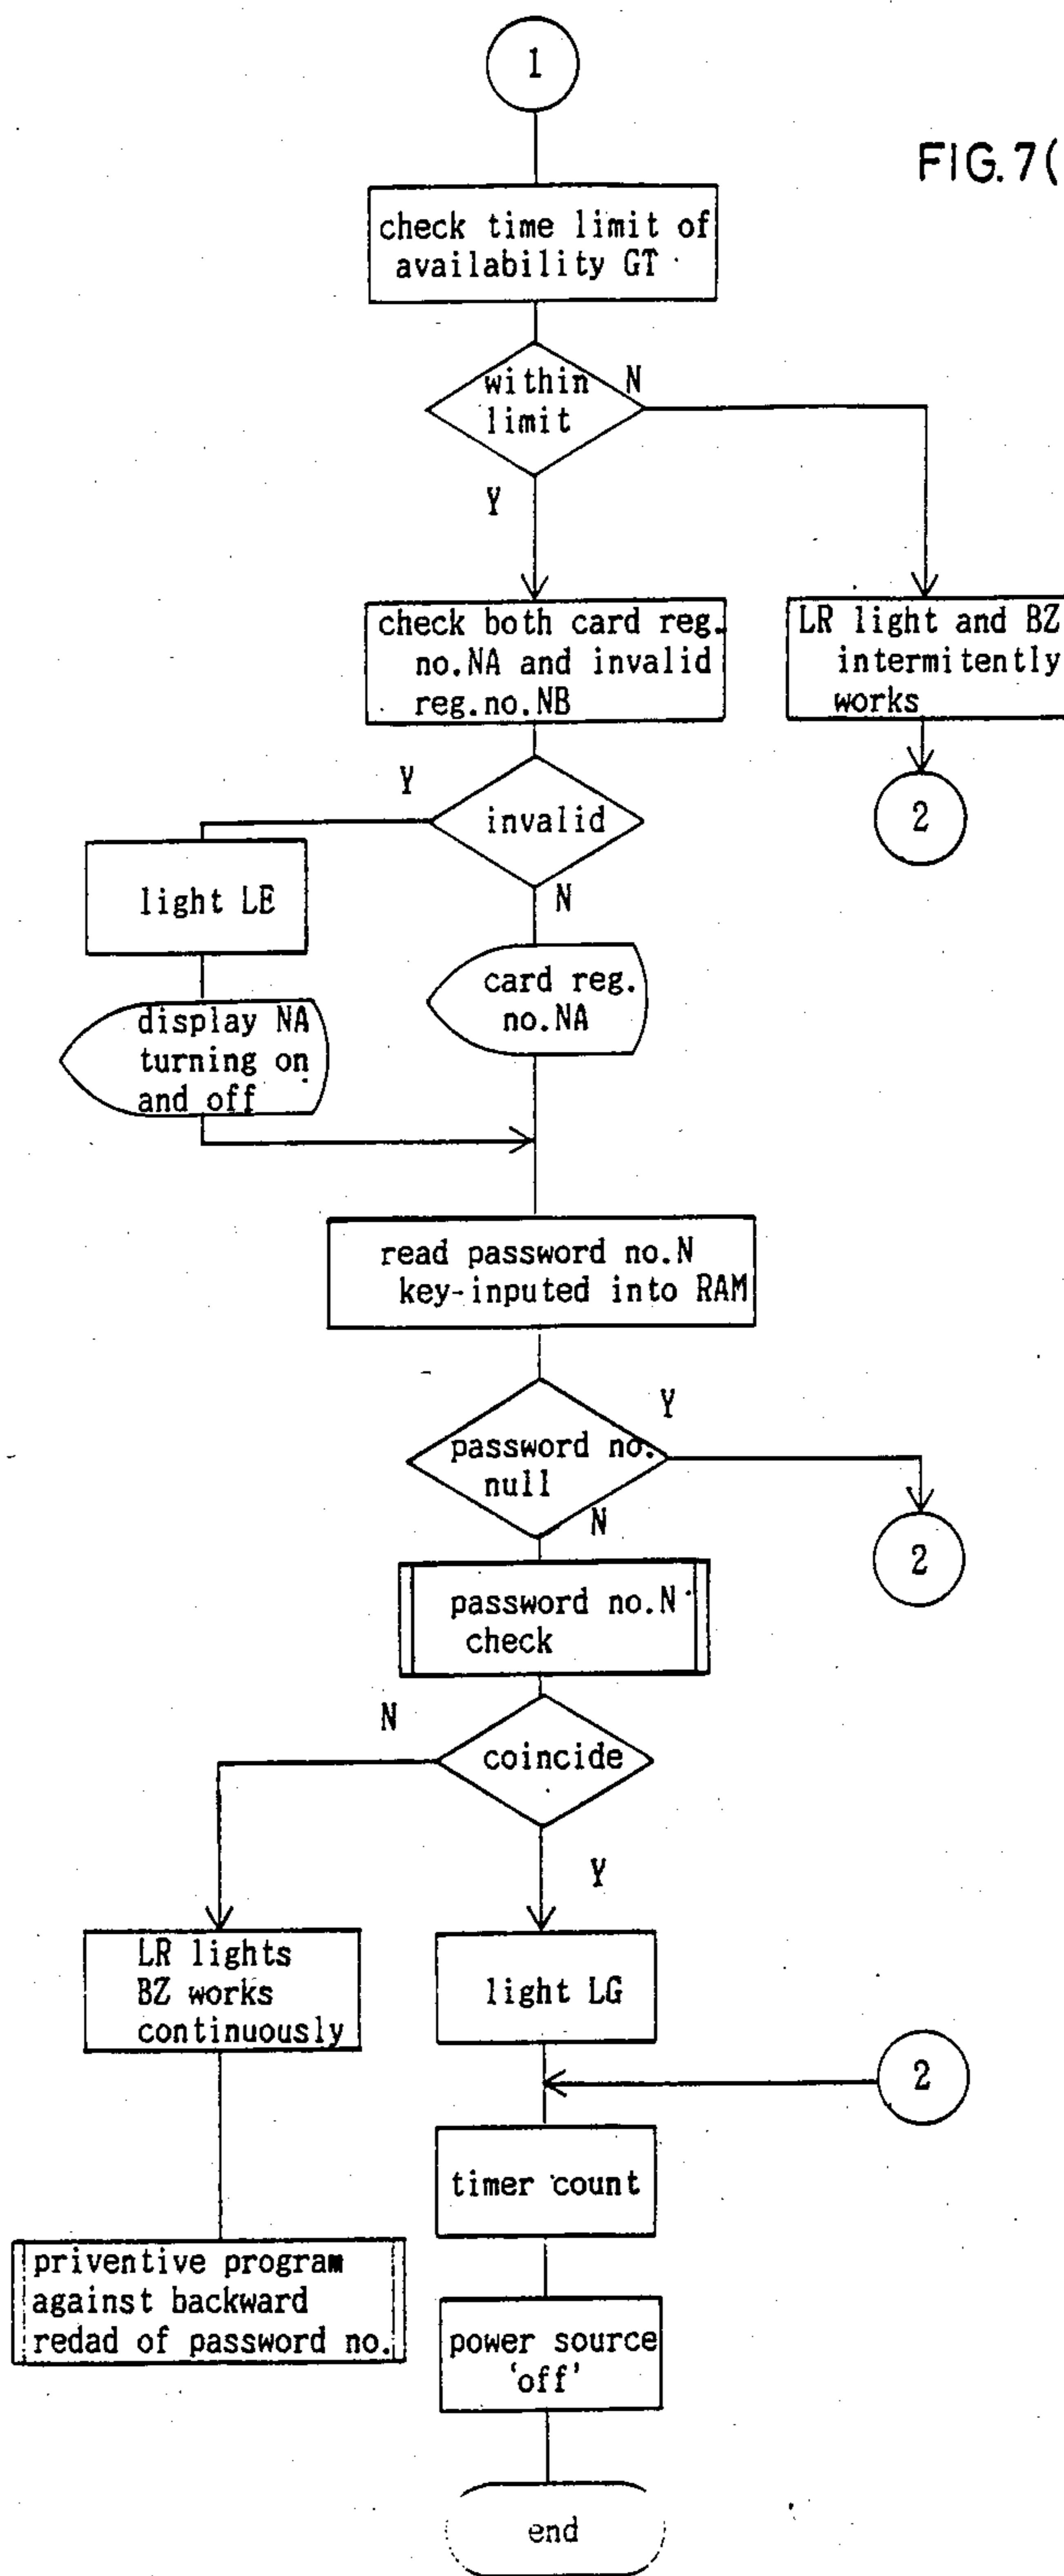 1
FIG.7(
check time limit of
availability GT
within
limit
N
Y
check both card reg.
no.NA and invalid
reg.no.NB
LR light and BZ
intermitently
works
2
Y
invalid
N
light LE
card reg.
no.NA
display NA
turning on
and off
read password no.N
key-inputed into RAM
Y
password no.
null
N
2
password no.N
check
N
coincide
Y
LR lights
BZ works
continuously
light LG
2
timer count
priventive program
against backward
redad of password no.
power source
'off'
end